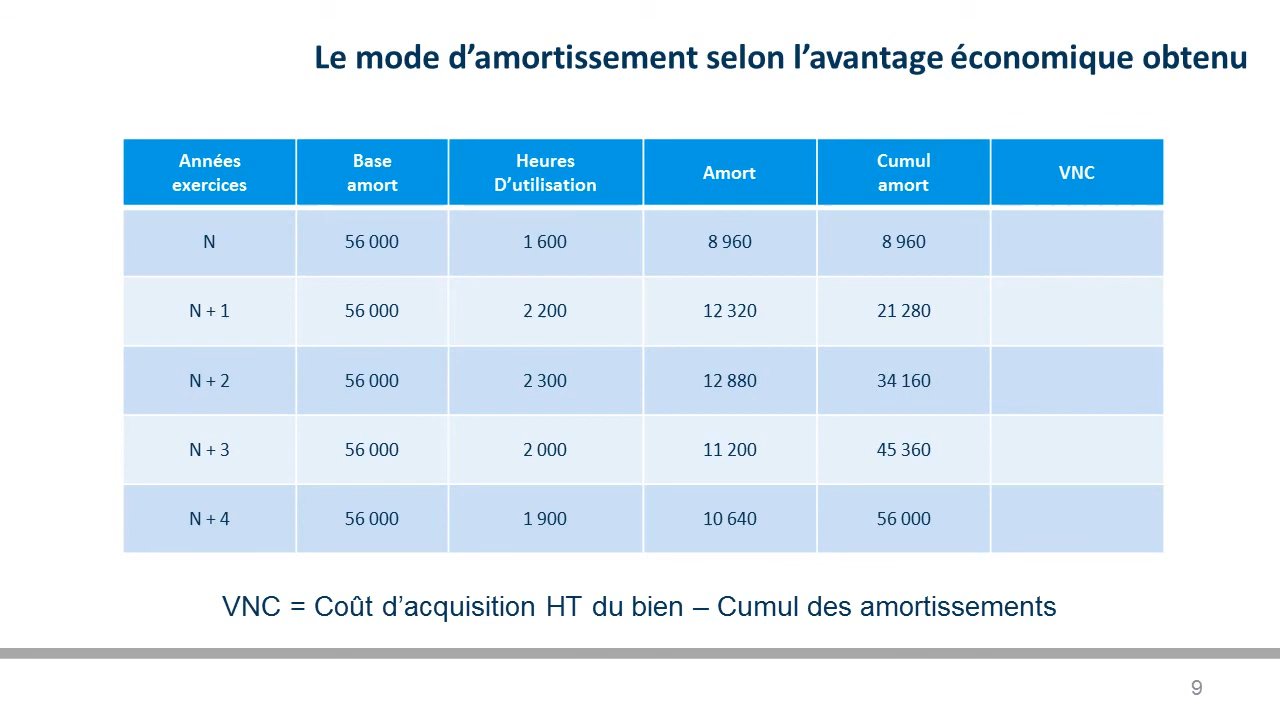 Le mode d’amortissement selon l’avantage économique obtenu
Années exercices Base amort Heures D’utilisation Amort Cumul amort VNC
N 56 000 1 600 8 960 8 960
N + 1 56 000 2 200 12 320 21 280
N + 2 56 000 2 300 12 880 34 160
N + 3 56 000 2 000 11 200 45 360
N + 4 56 000 1 900 10 640 56 000
VNC = Coût d’acquisition HT du bien – Cumul des amortissements
9